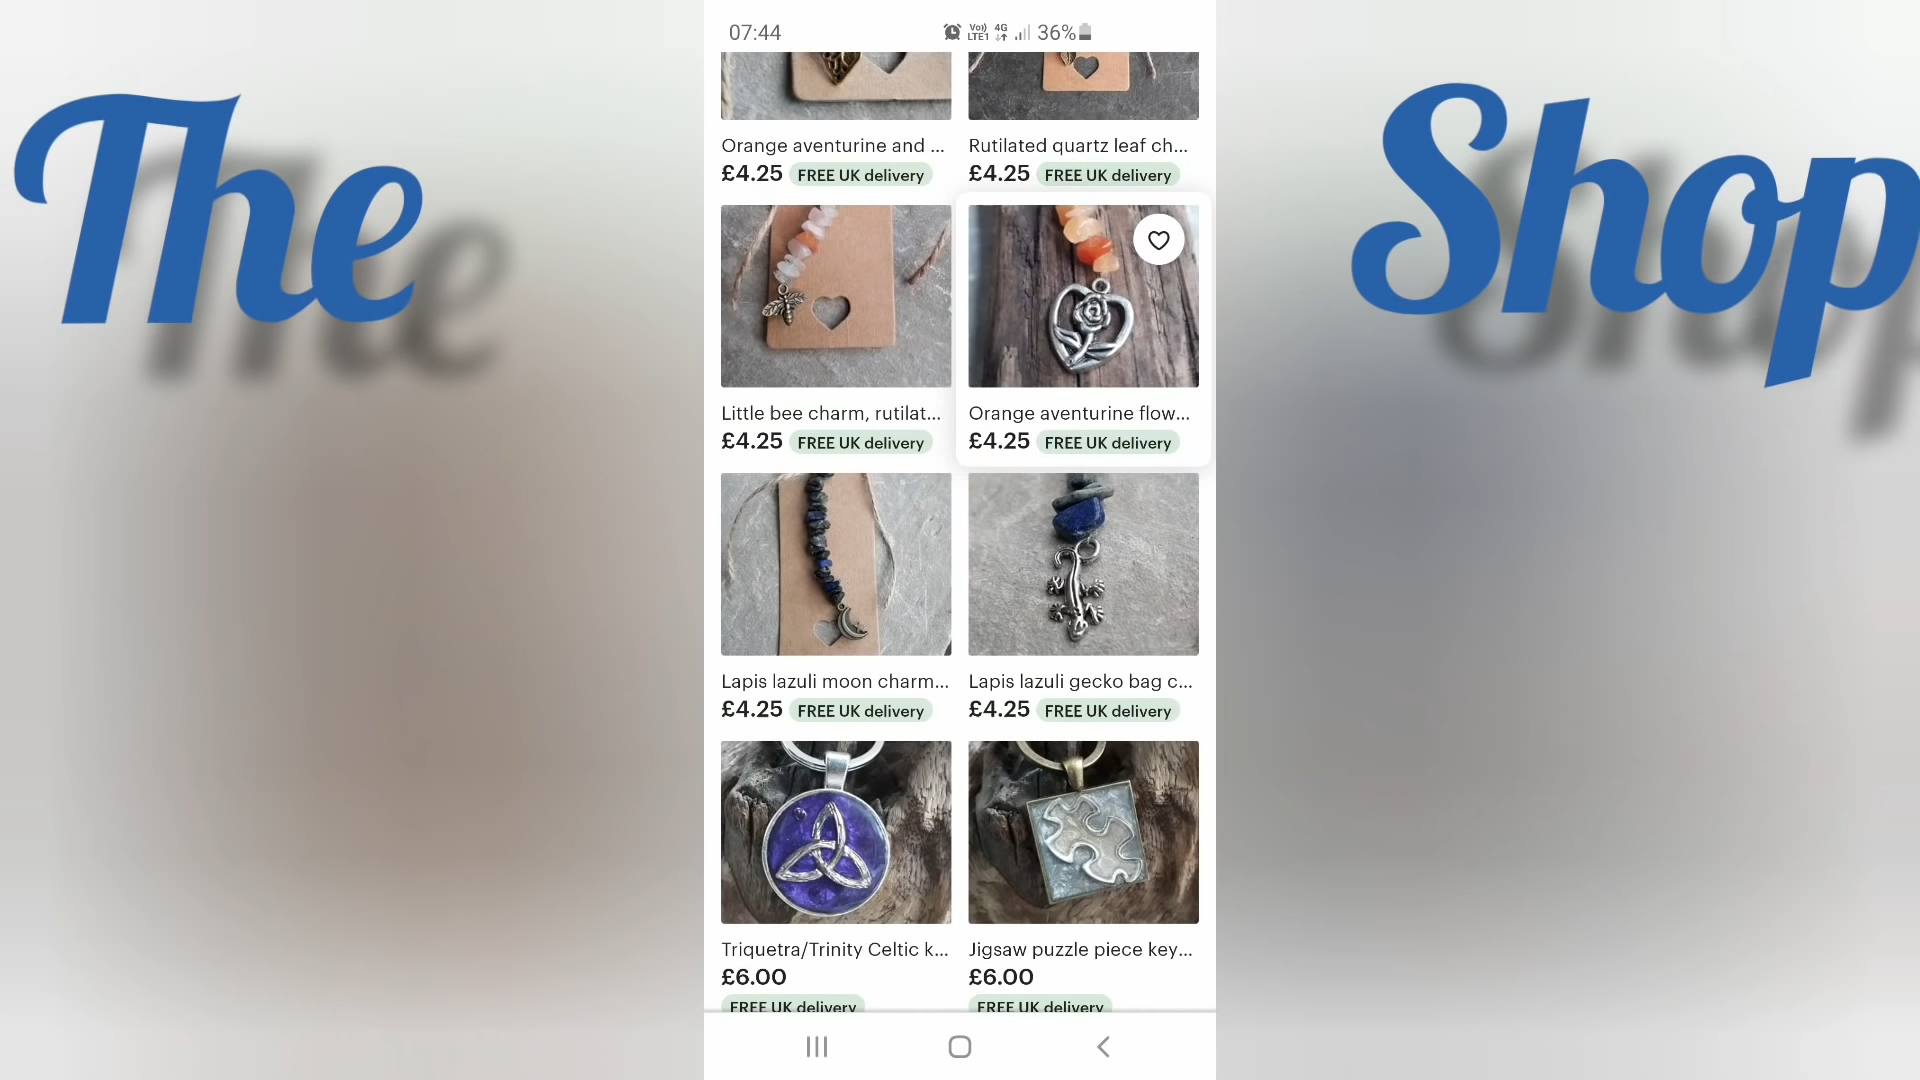 The
Shop
07:44
Vo)) LTE1 4G 36%
Orange aventurine and ...
£4.25 FREE UK delivery
Rutilated quartz leaf ch...
£4.25 FREE UK delivery
Little bee charm, rutilat...
£4.25 FREE UK delivery
Orange aventurine flow...
£4.25 FREE UK delivery
Lapis lazuli moon charm...
£4.25 FREE UK delivery
Lapis lazuli gecko bag c...
£4.25 FREE UK delivery
Triquetra/Trinity Celtic k...
£6.00
FREE UK delivery
Jigsaw puzzle piece key...
£6.00
FREE UK delivery